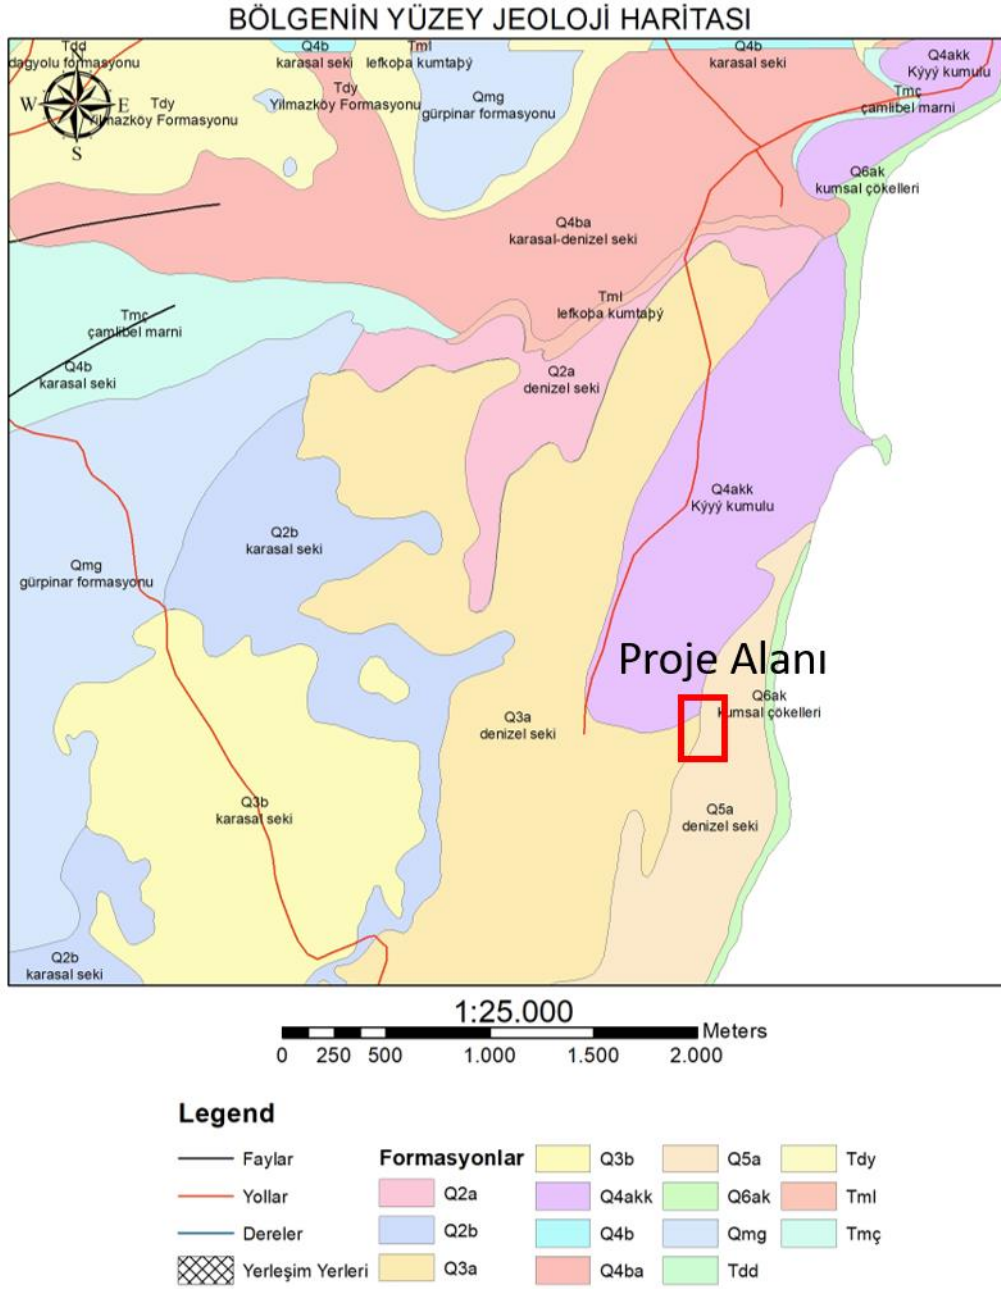 BÖLGENİN YÜZEY JEOLOJİ HARİTASI
Tdd
dagyolu formasyonu
Q4b
karasal seki
Tml
lefkoþa kumtaþý
Q4b
karasal seki
Q4akk
Kýyý kumulu
N
W
E
S
Tdy
Yilmazköy Formasyonu
Tdy
Yilmazköy Formasyonu
Qmg
gürpinar formasyonu
Tmç
çamlibel marni
Q6ak
kumsal çökelleri
Q4ba
karasal-denizel seki
Tmç
çamlibel marni
Tml
lefkoþa kumtaþý
Q4b
karasal seki
Q2a
denizel seki
Q4akk
Kýyý kumulu
Q2b
karasal seki
Qmg
gürpinar formasyonu
Proje Alanı
Q6ak
kumsal çökelleri
Q3a
denizel seki
Q3b
karasal seki
Q5a
denizel seki
Q2b
karasal seki
1:25.000
Meters
0 250 500 1.000 1.500 2.000
Legend
Faylar
Yollar
Dereler
Yerleşim Yerleri
Formasyonlar
Q2a
Q2b
Q3a
Q3b
Q4akk
Q4b
Q4ba
Q5a
Q6ak
Qmg
Tdd
Tdy
Tml
Tmç